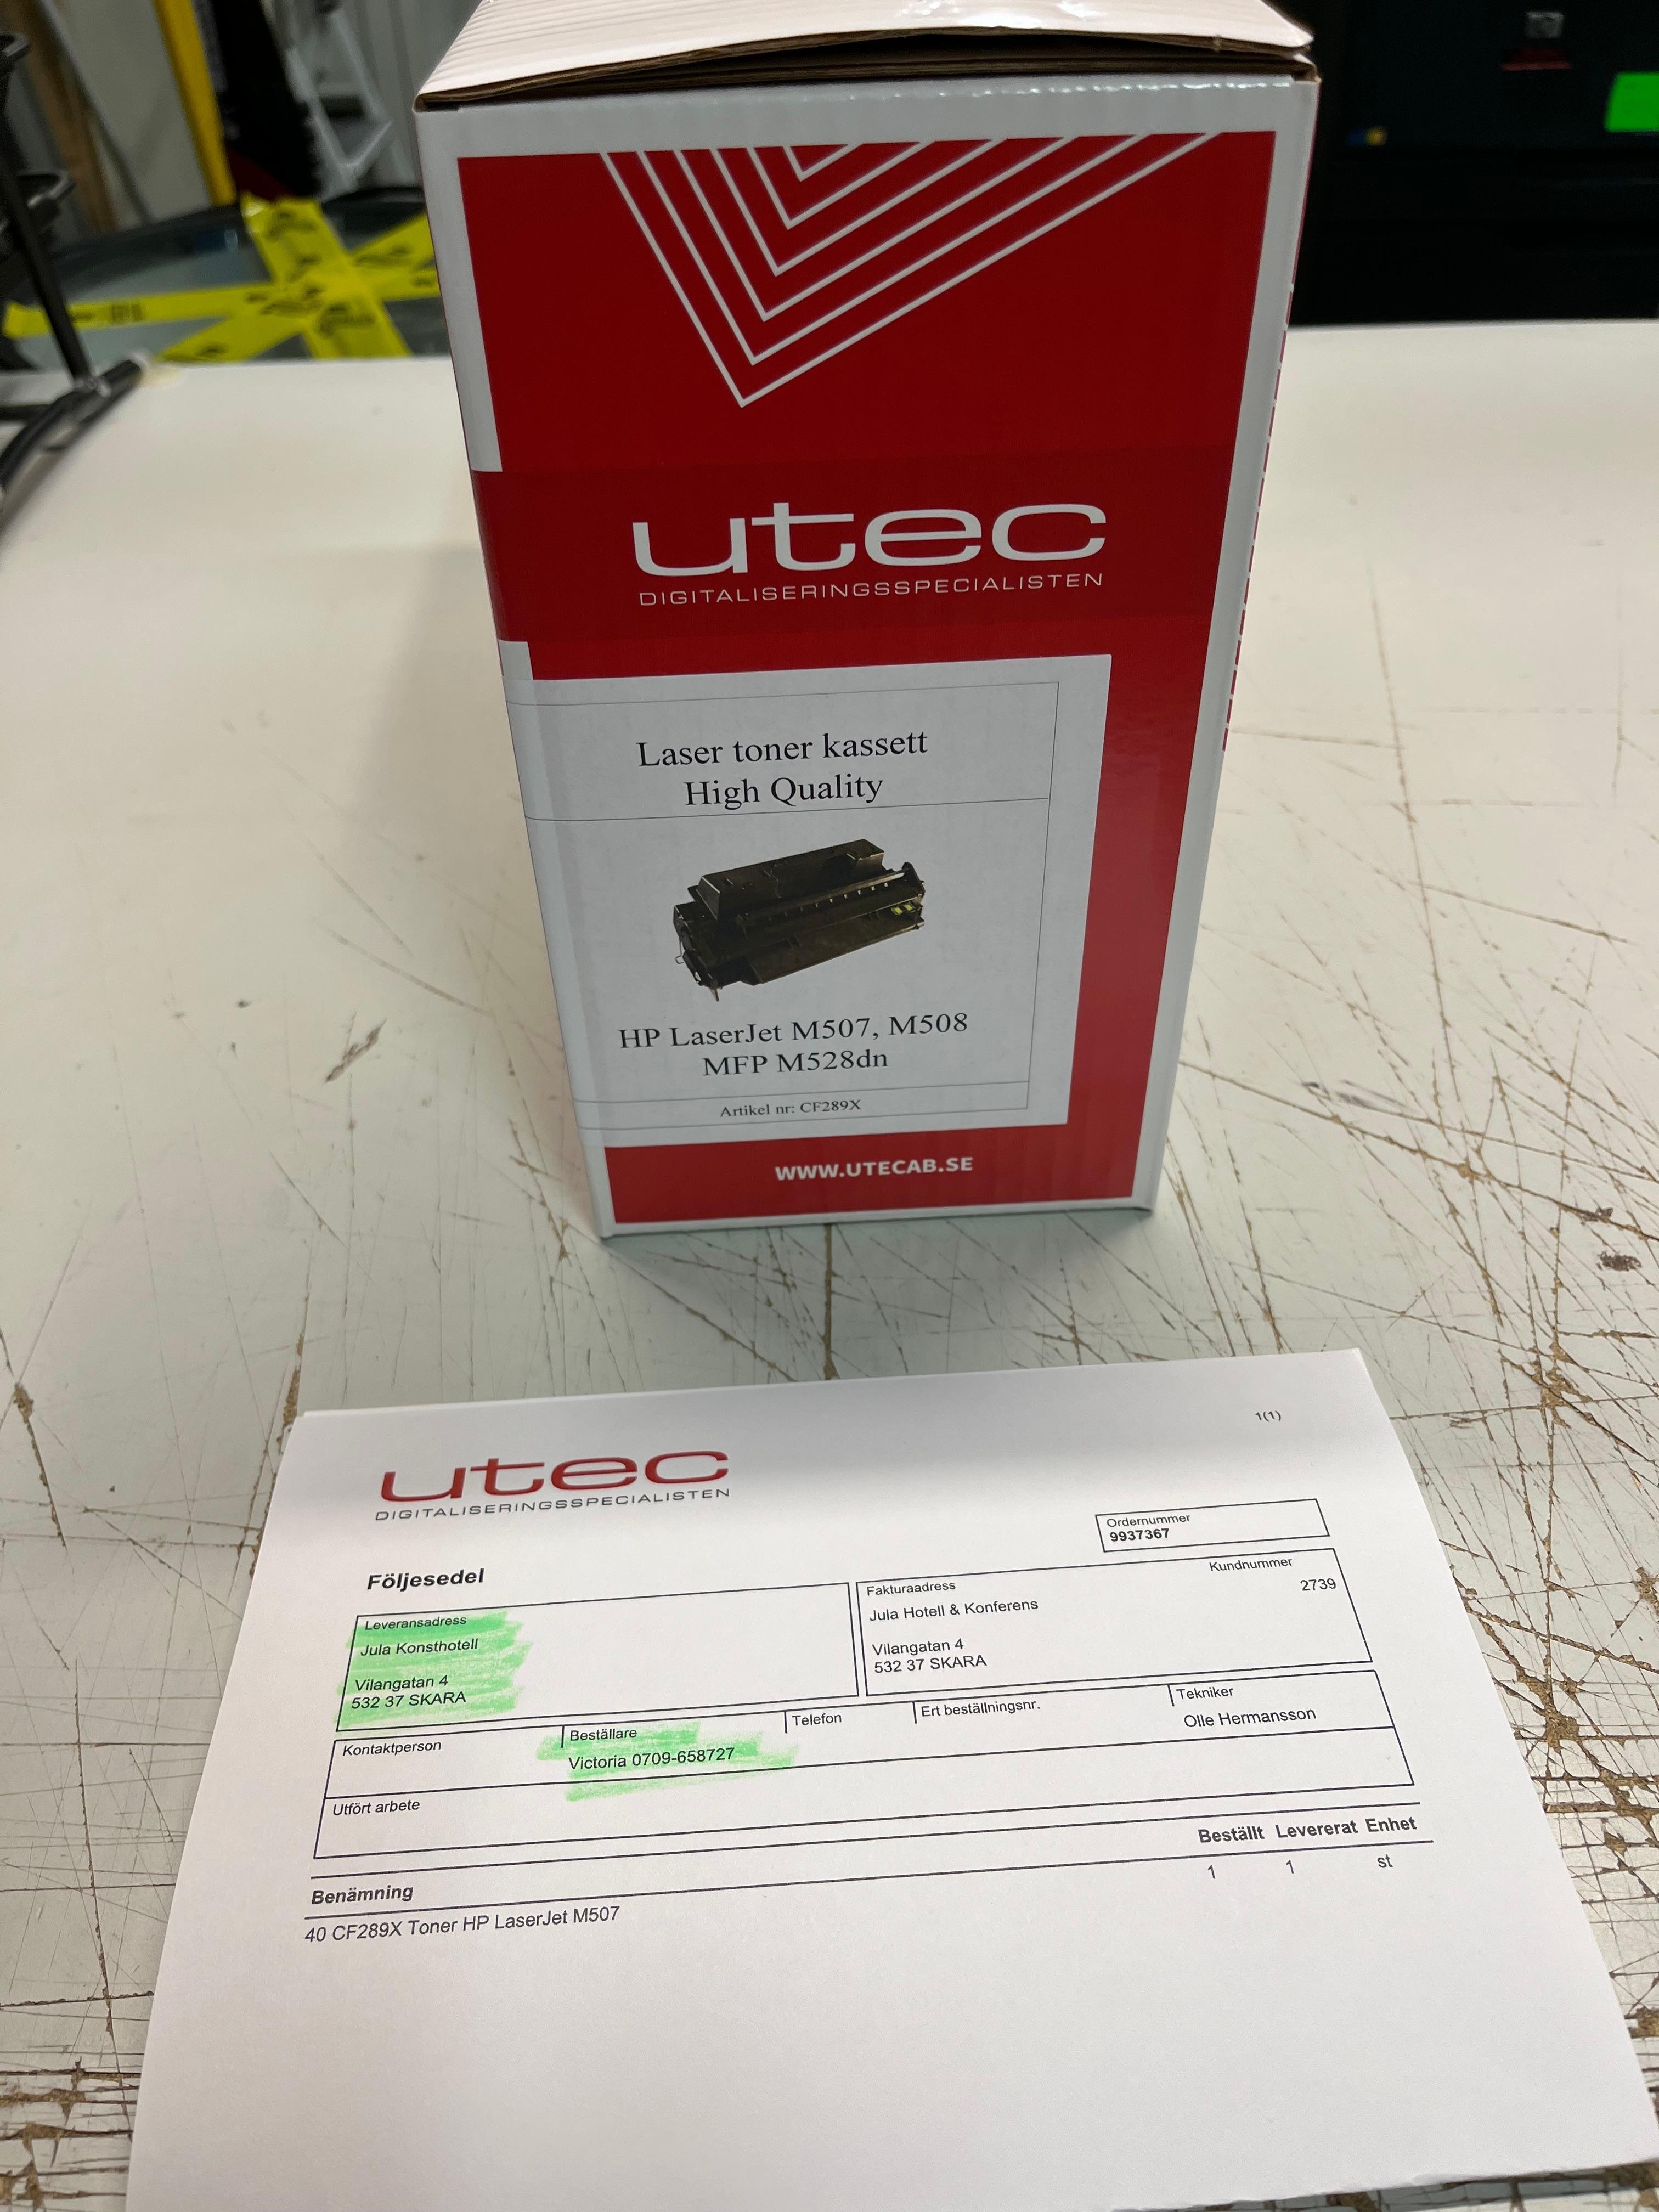 utec
DIGITALISERINGSSPECIALISTEN
Laser toner kassett
High Quality
HP LaserJet M507, M508
MFP M528dn
Artikel nr: CF289X
WWW.UTECAB.SE
1(1)
utec
DIGITALISERINGSSPECIALISTEN
Ordernummer
9937367
Följesedel
Leveransadress
Jula Konsthotell
Vilangatan 4
532 37 SKARA
Fakturaadress
Kundnummer
2739
Jula Hotell & Konferens
Vilangatan 4
532 37 SKARA
Kontaktperson
Beställare
Victoria 0709-658727
Telefon
Ert beställningsnr.
Tekniker
Olle Hermansson
Utfört arbete
Benämning Beställt Levererat Enhet
40 CF289X Toner HP LaserJet M507 1 1 st